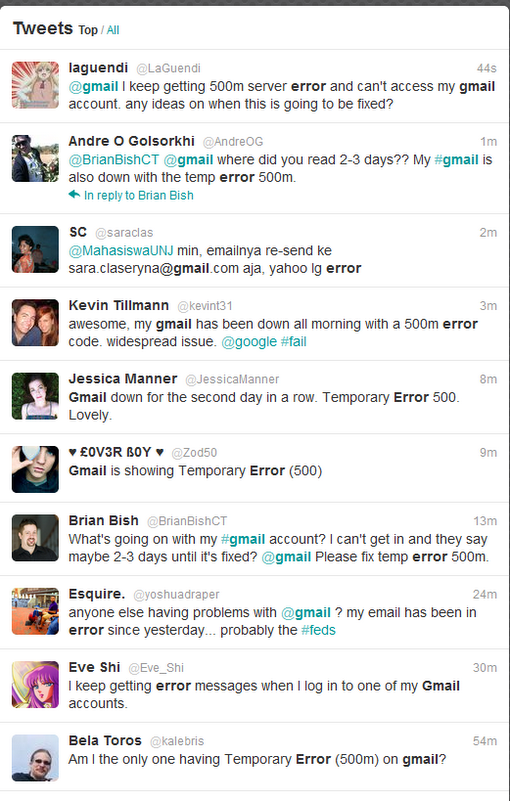 Tweets Top / All
laguendi @LaGuendi 44s
@gmail I keep getting 500m server error and can't access my gmail
account. any ideas on when this is going to be fixed?
Andre O Golsorkhi @AndreOG 1m
@BrianBishCT @gmail where did you read 2-3 days?? My #gmail is
also down with the temp error 500m.
In reply to Brian Bish
SC @saraclas 2m
@MahasiswaUNJ min, emailnya re-send ke
sara.claseryna@gmail.com aja, yahoo lg error
Kevin Tillmann @kevint31 3m
awesome, my gmail has been down all morning with a 500m error
code. widespread issue. @google #fail
Jessica Manner @JessicaManner 8m
Gmail down for the second day in a row. Temporary Error 500.
Lovely.
♥ £0V3R ß0Y ♥ @Zod50 9m
Gmail is showing Temporary Error (500)
Brian Bish @BrianBishCT 13m
What's going on with my #gmail account? I can't get in and they say
maybe 2-3 days until it's fixed? @gmail Please fix temp error 500m.
Esquire. @yoshuadraper 24m
anyone else having problems with @gmail ? my email has been in
error since yesterday... probably the #feds
Eve Shi @Eve_Shi 30m
I keep getting error messages when I log in to one of my Gmail
accounts.
Bela Toros @kalebris 54m
Am I the only one having Temporary Error (500m) on gmail?